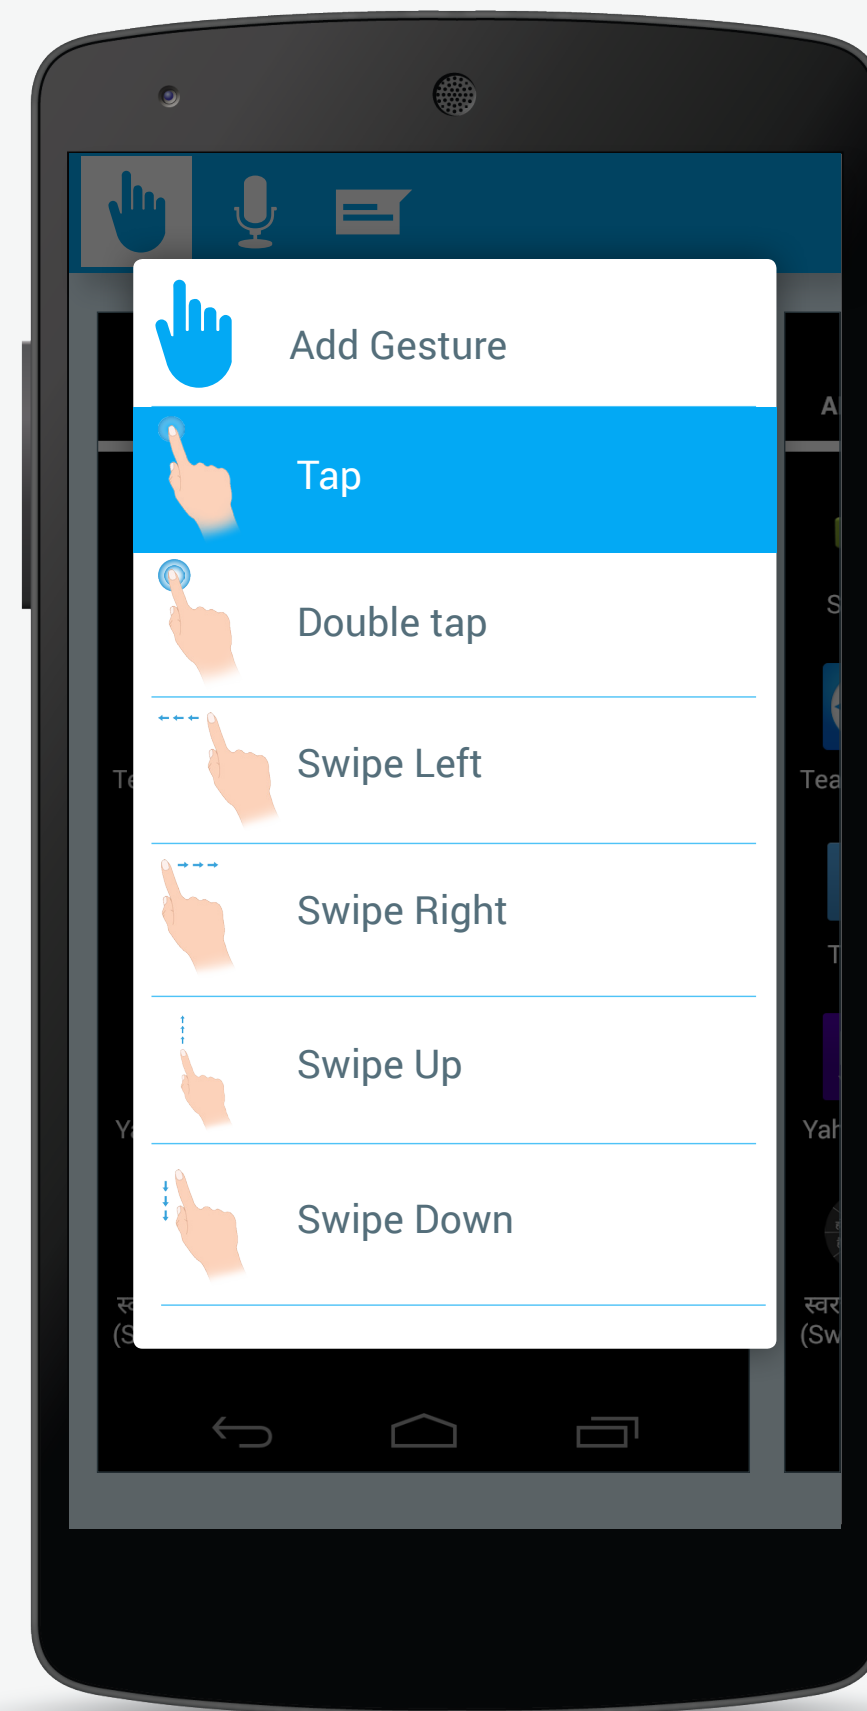 Add Gesture
Tap
Double tap
Swipe Left
Swipe Right
Swipe Up
Swipe Down